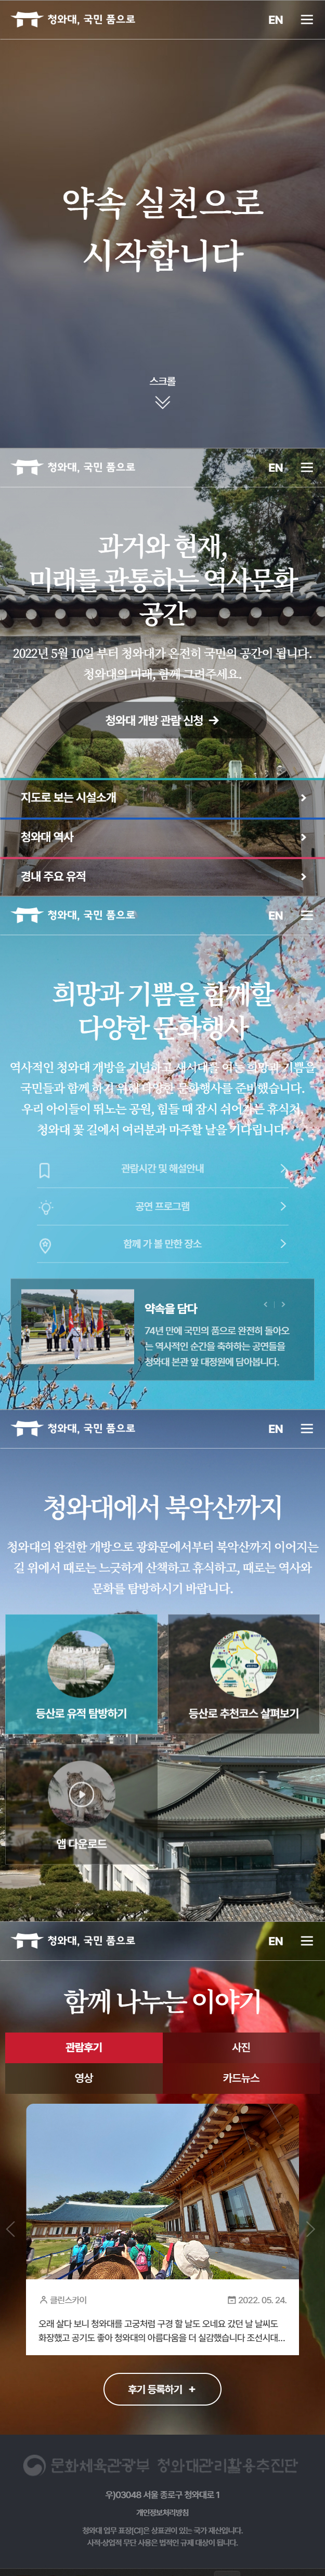 청와대, 국민 품으로
EN
약속 실천으로
시작합니다
스크롤
청와대, 국민 품으로
EN
과거와 현재,
미래를 관통하는 역사문화
공간
2022년 5월 10일 부터 청와대가 온전히 국민의 공간이 됩니다.
청와대의 미래, 함께 그려주세요.
청와대 개방 관람 신청 →
지도로 보는 시설소개
청와대 역사
경내 주요 유적
청와대, 국민 품으로
EN
희망과 기쁨을 함께할
다양한 문화행사
역사적인 청와대 개방을 기념하고 새시대를 여는 희망과 기쁨을
국민들과 함께 하기 위해 다양한 문화행사를 준비했습니다.
우리 아이들이 뛰노는 공원, 힘들 때 잠시 쉬어가는 휴식처,
청와대 꽃 길에서 여러분과 마주할 날을 기다립니다.
관람시간 및 해설안내
공연 프로그램
함께 가 볼 만한 장소
약속을 담다
74년 만에 국민의 품으로 완전히 돌아오
는 역사적인 순간을 축하하는 공연들을
청와대 본관 앞 대정원에 담아봅니다.
청와대, 국민 품으로
EN
청와대에서 북악산까지
청와대의 완전한 개방으로 광화문에서부터 북악산까지 이어지는
길 위에서 때로는 느긋하게 산책하고 휴식하고, 때로는 역사와
문화를 탐방하시기 바랍니다.
등산로 유적 탐방하기
등산로 추천코스 살펴보기
앱 다운로드
청와대, 국민 품으로
EN
함께 나누는 이야기
관람후기
사진
영상
카드뉴스
클린스카이
2022. 05. 24.
오래 살다 보니 청와대를 고궁처럼 구경 할 날도 오네요 갔던 날 날씨도
화창했고 공기도 좋아 청와대의 아름다움을 더 실감했습니다 조선시대...
후기 등록하기 +
문화체육관광부 청와대관리활용추진단
우)03048 서울 종로구 청와대로 1
개인정보처리방침
청와대 업무 표장[CI]은 상표권이 있는 국가 재산입니다.
사적·상업적 무단 사용은 법적인 규제 대상이 됩니다.